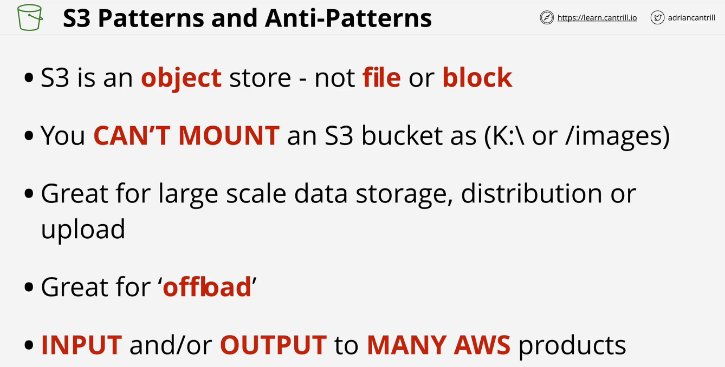 S3 Patterns and Anti-Patterns
https://learn.cantrill.io
adriancantrill
• S3 is an object store - not file or block
• You CAN'T MOUNT an S3 bucket as (K:\ or /images)
• Great for large scale data storage, distribution or
upload
• Great for ‘offload’
• INPUT and/or OUTPUT to MANY AWS products